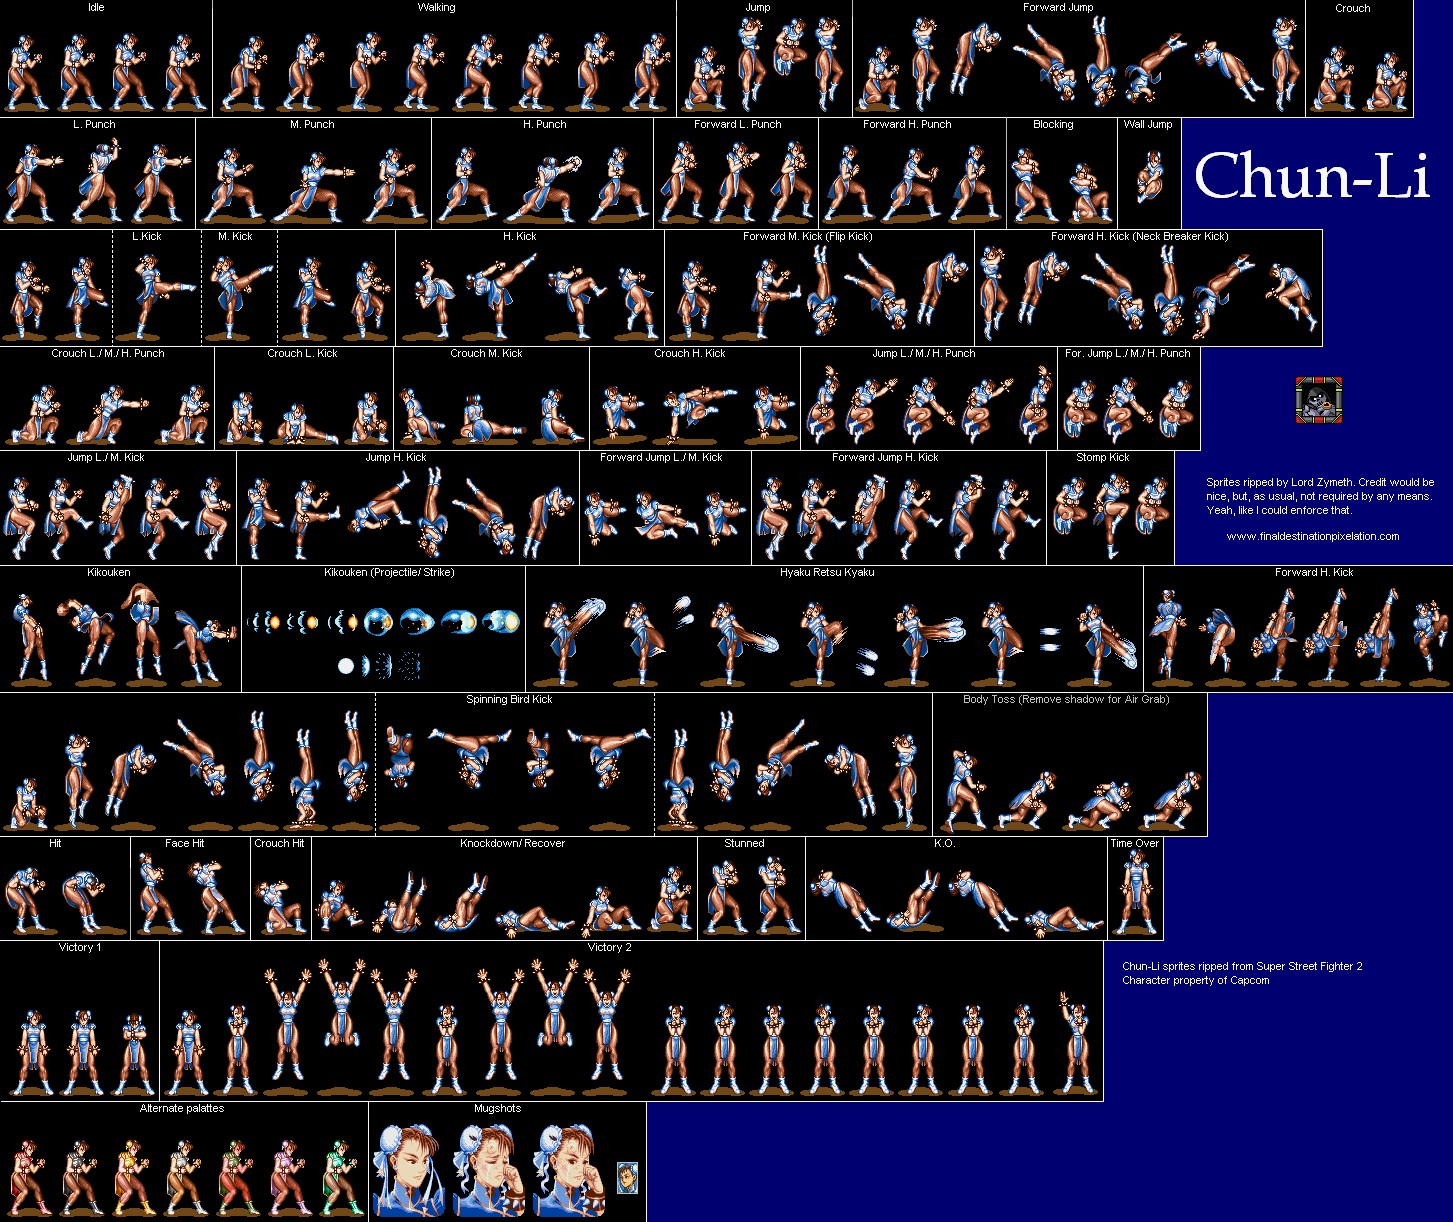 Idle
Walking
Jump
Forward Jump
Crouch
L. Punch
M. Punch
H. Punch
Forward L. Punch
Forward H. Punch
Blocking
Wall Jump
Chun-Li
L.Kick
M. Kick
H. Kick
Forward M. Kick (Flip Kick)
Forward H. Kick (Neck Breaker Kick)
Crouch L./ M./ H. Punch
Crouch L. Kick
Crouch M. Kick
Crouch H. Kick
Jump L./ M./ H. Punch
For. Jump L./ M./ H. Punch
Jump L./ M. Kick
Jump H. Kick
Forward Jump L./ M. Kick
Forward Jump H. Kick
Stomp Kick
Sprites ripped by Lord Zymeth. Credit would be
nice, but, as usual, not required by any means.
Yeah, like I could enforce that.
www.finaldestinationpixelation.com
Kikouken
Kikouken (Projectile/ Strike)
Hyaku Retsu Kyaku
Forward H. Kick
Spinning Bird Kick
Body Toss (Remove shadow for Air Grab)
Hit
Face Hit
Crouch Hit
Knockdown/ Recover
Stunned
K.O.
Time Over
Victory 1
Victory 2
Chun-Li sprites ripped from Super Street Fighter 2
Character property of Capcom
Alternate palattes
Mugshots